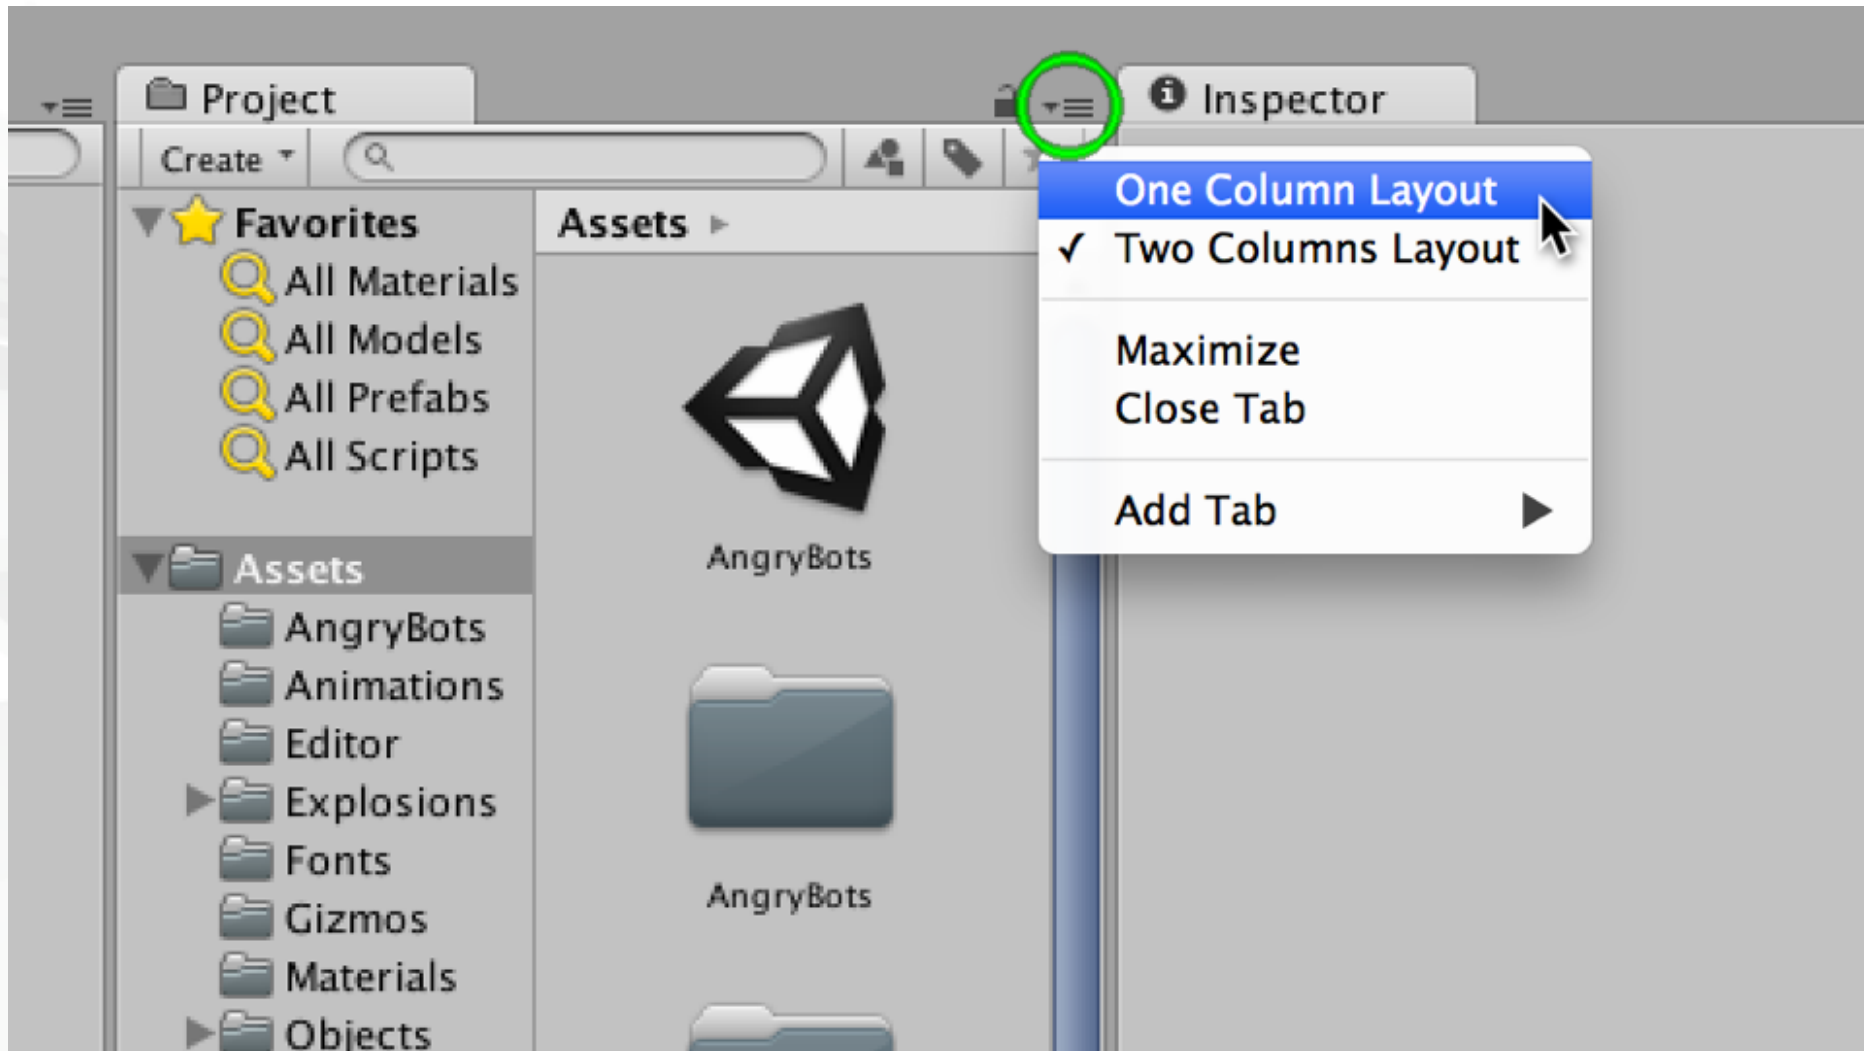 Project
Inspector
Create
Favorites
All Materials
All Models
All Prefabs
All Scripts
Assets
AngryBots
Animations
Editor
Explosions
Fonts
Gizmos
Materials
Objects
Assets
AngryBots
AngryBots
One Column Layout
✓ Two Columns Layout
Maximize
Close Tab
Add Tab